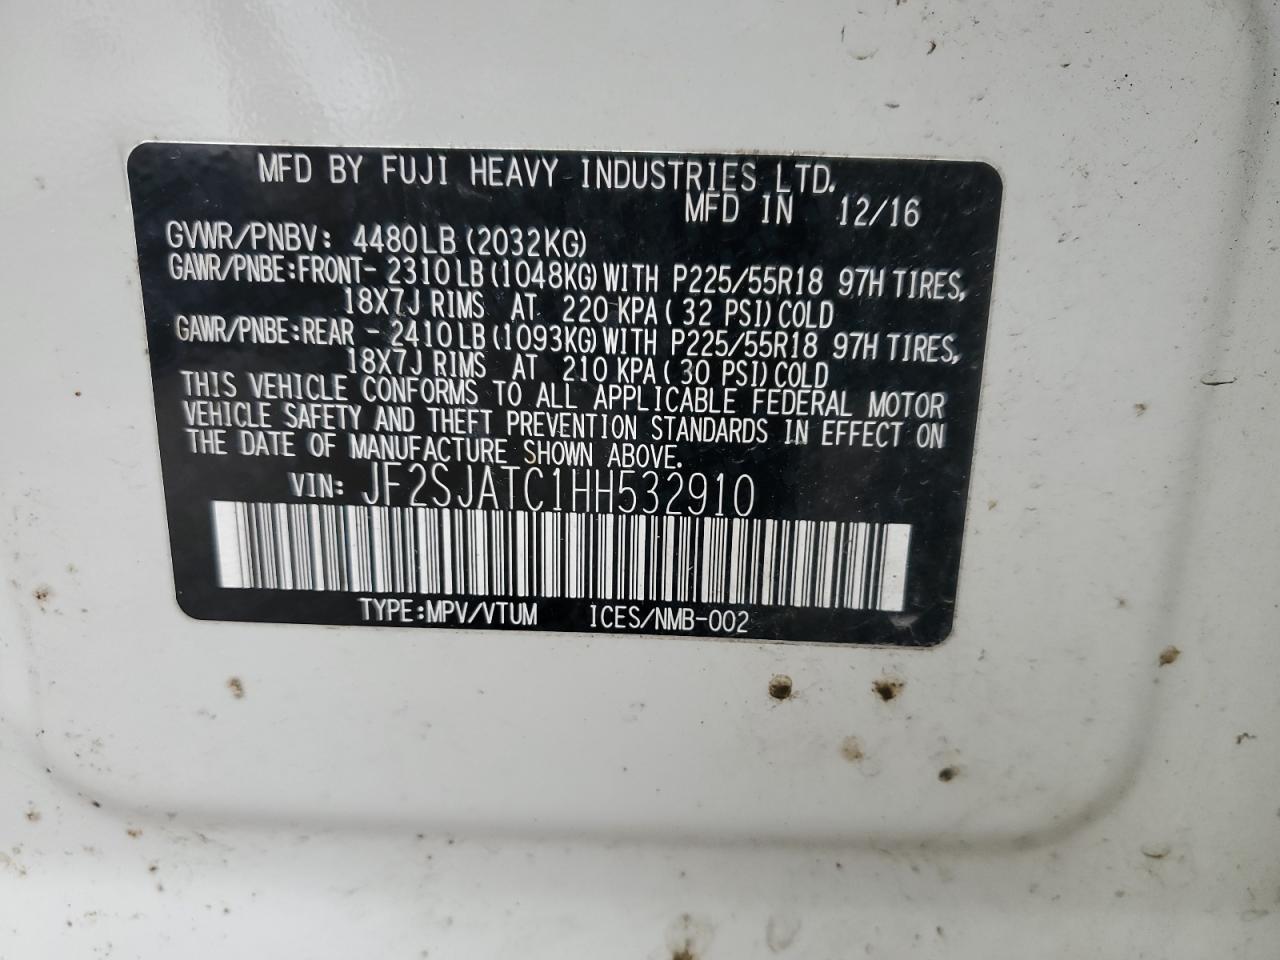 MFD BY FUJI HEAVY INDUSTRIES LTD.
MFD IN 12/16
GVWR/PNBV: 4480LB (2032KG)
GAWR/PNBE:FRONT- 2310LB(1048KG)WITH P225/55R18 97H TIRES,
18X7J RIMS AT 220 KPA( 32 PSI)COLD
GAWR/PNBE:REAR - 2410LB(1093KG)WITH P225/55R18 97H TIRES,
18X7J RIMS AT 210 KPA( 30 PSI)COLD
THIS VEHICLE CONFORMS TO ALL APPLICABLE FEDERAL MOTOR
VEHICLE SAFETY AND THEFT PREVENTION STANDARDS IN EFFECT ON
THE DATE OF MANUFACTURE SHOWN ABOVE.
VIN: JF2SJATC1HH532910
TYPE:MPV/VTUM ICES/NMB-002